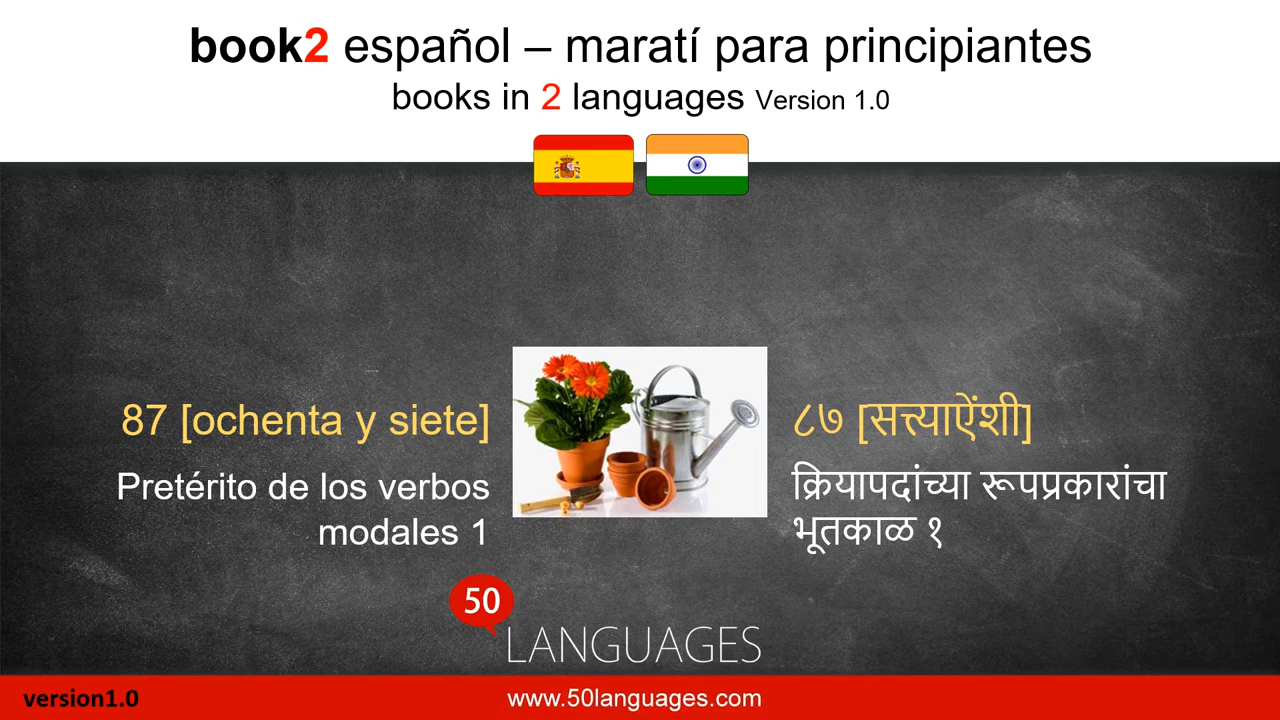 book2 español – maratí para principiantes
books in 2 languages Version 1.0
87 [ochenta y siete]
Pretérito de los verbos
modales 1
८७ [सत्त्याऐंशी]
क्रियापदांच्या रूपप्रकारांचा
भूतकाळ १
50
LANGUAGES
version1.0
www.50languages.com